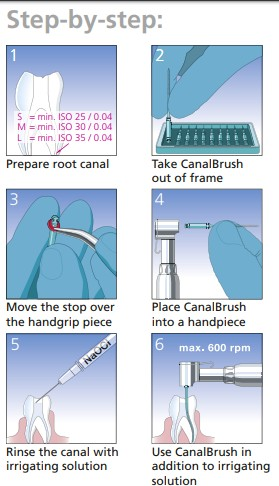 Step-by-step:
1
S = min. ISO 25 / 0.04
M = min. ISO 30 / 0.04
L = min. ISO 35 / 0.04
Prepare root canal
2
Take CanalBrush
out of frame
3
Move the stop over
the handgrip piece
4
Place CanalBrush
into a handpiece
5
NaOCl
Rinse the canal with
irrigating solution
6
max. 600 rpm
Use CanalBrush in
addition to irrigating
solution